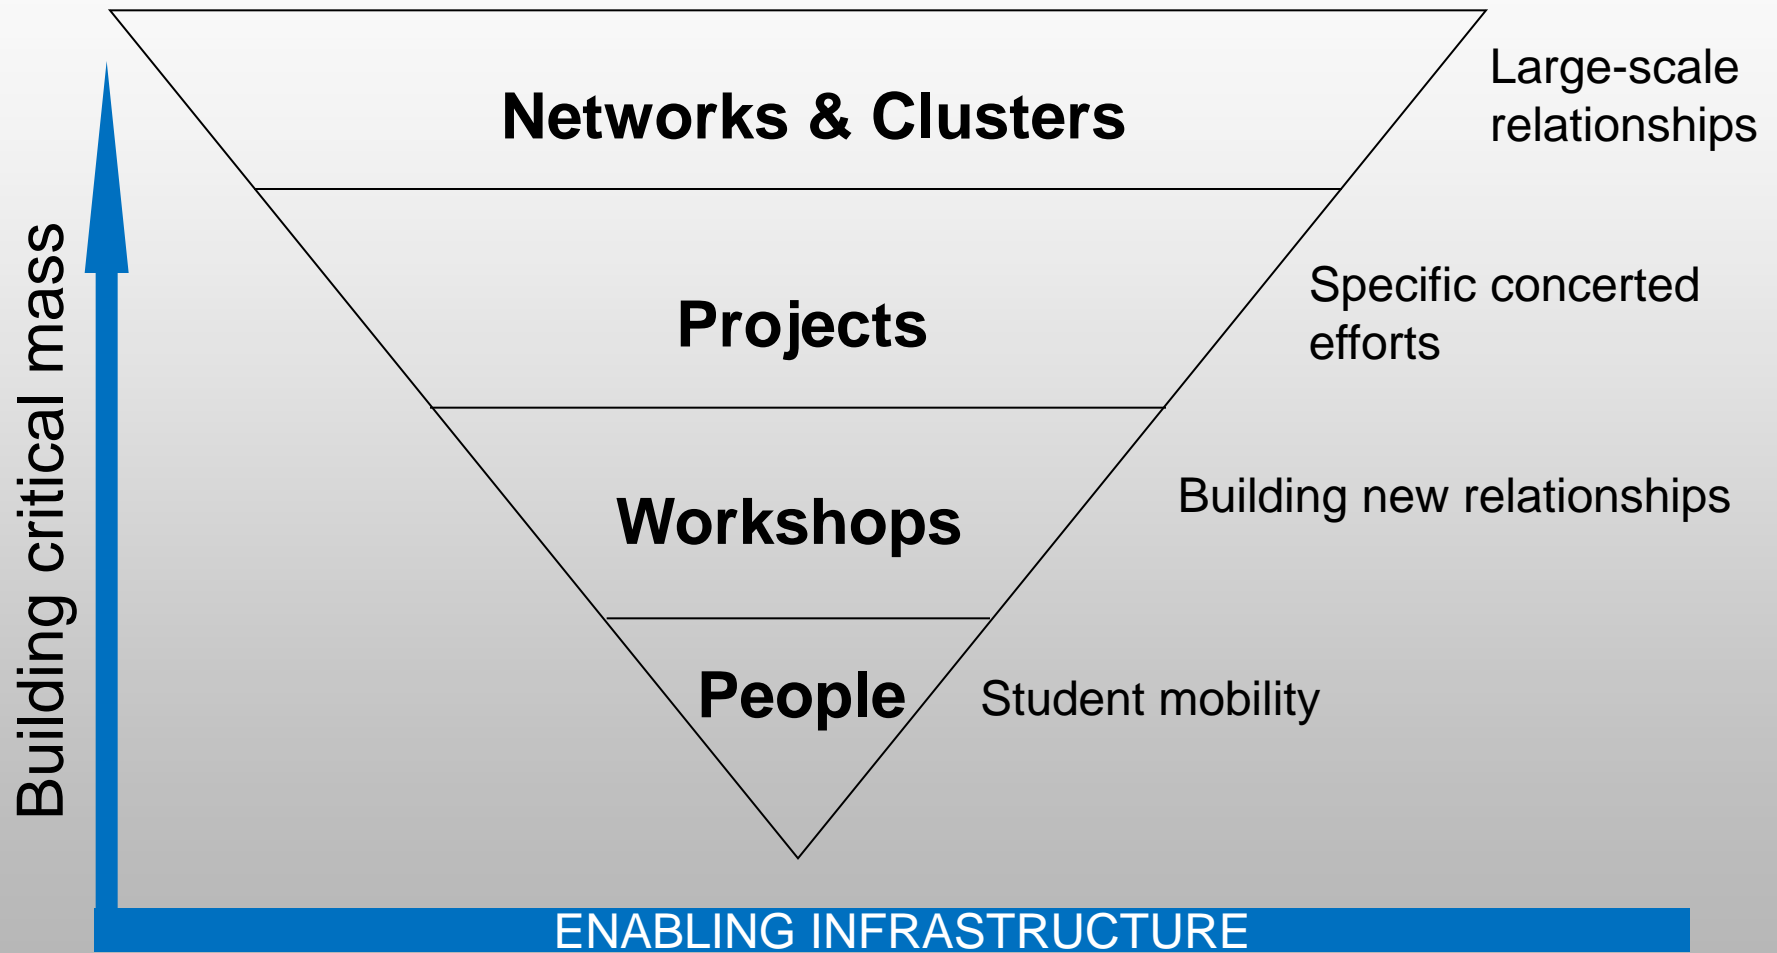 Networks & Clusters
Large-scale
relationships
Projects
Specific concerted
efforts
Workshops
Building new relationships
People
Student mobility
Building critical mass
ENABLING INFRASTRUCTURE